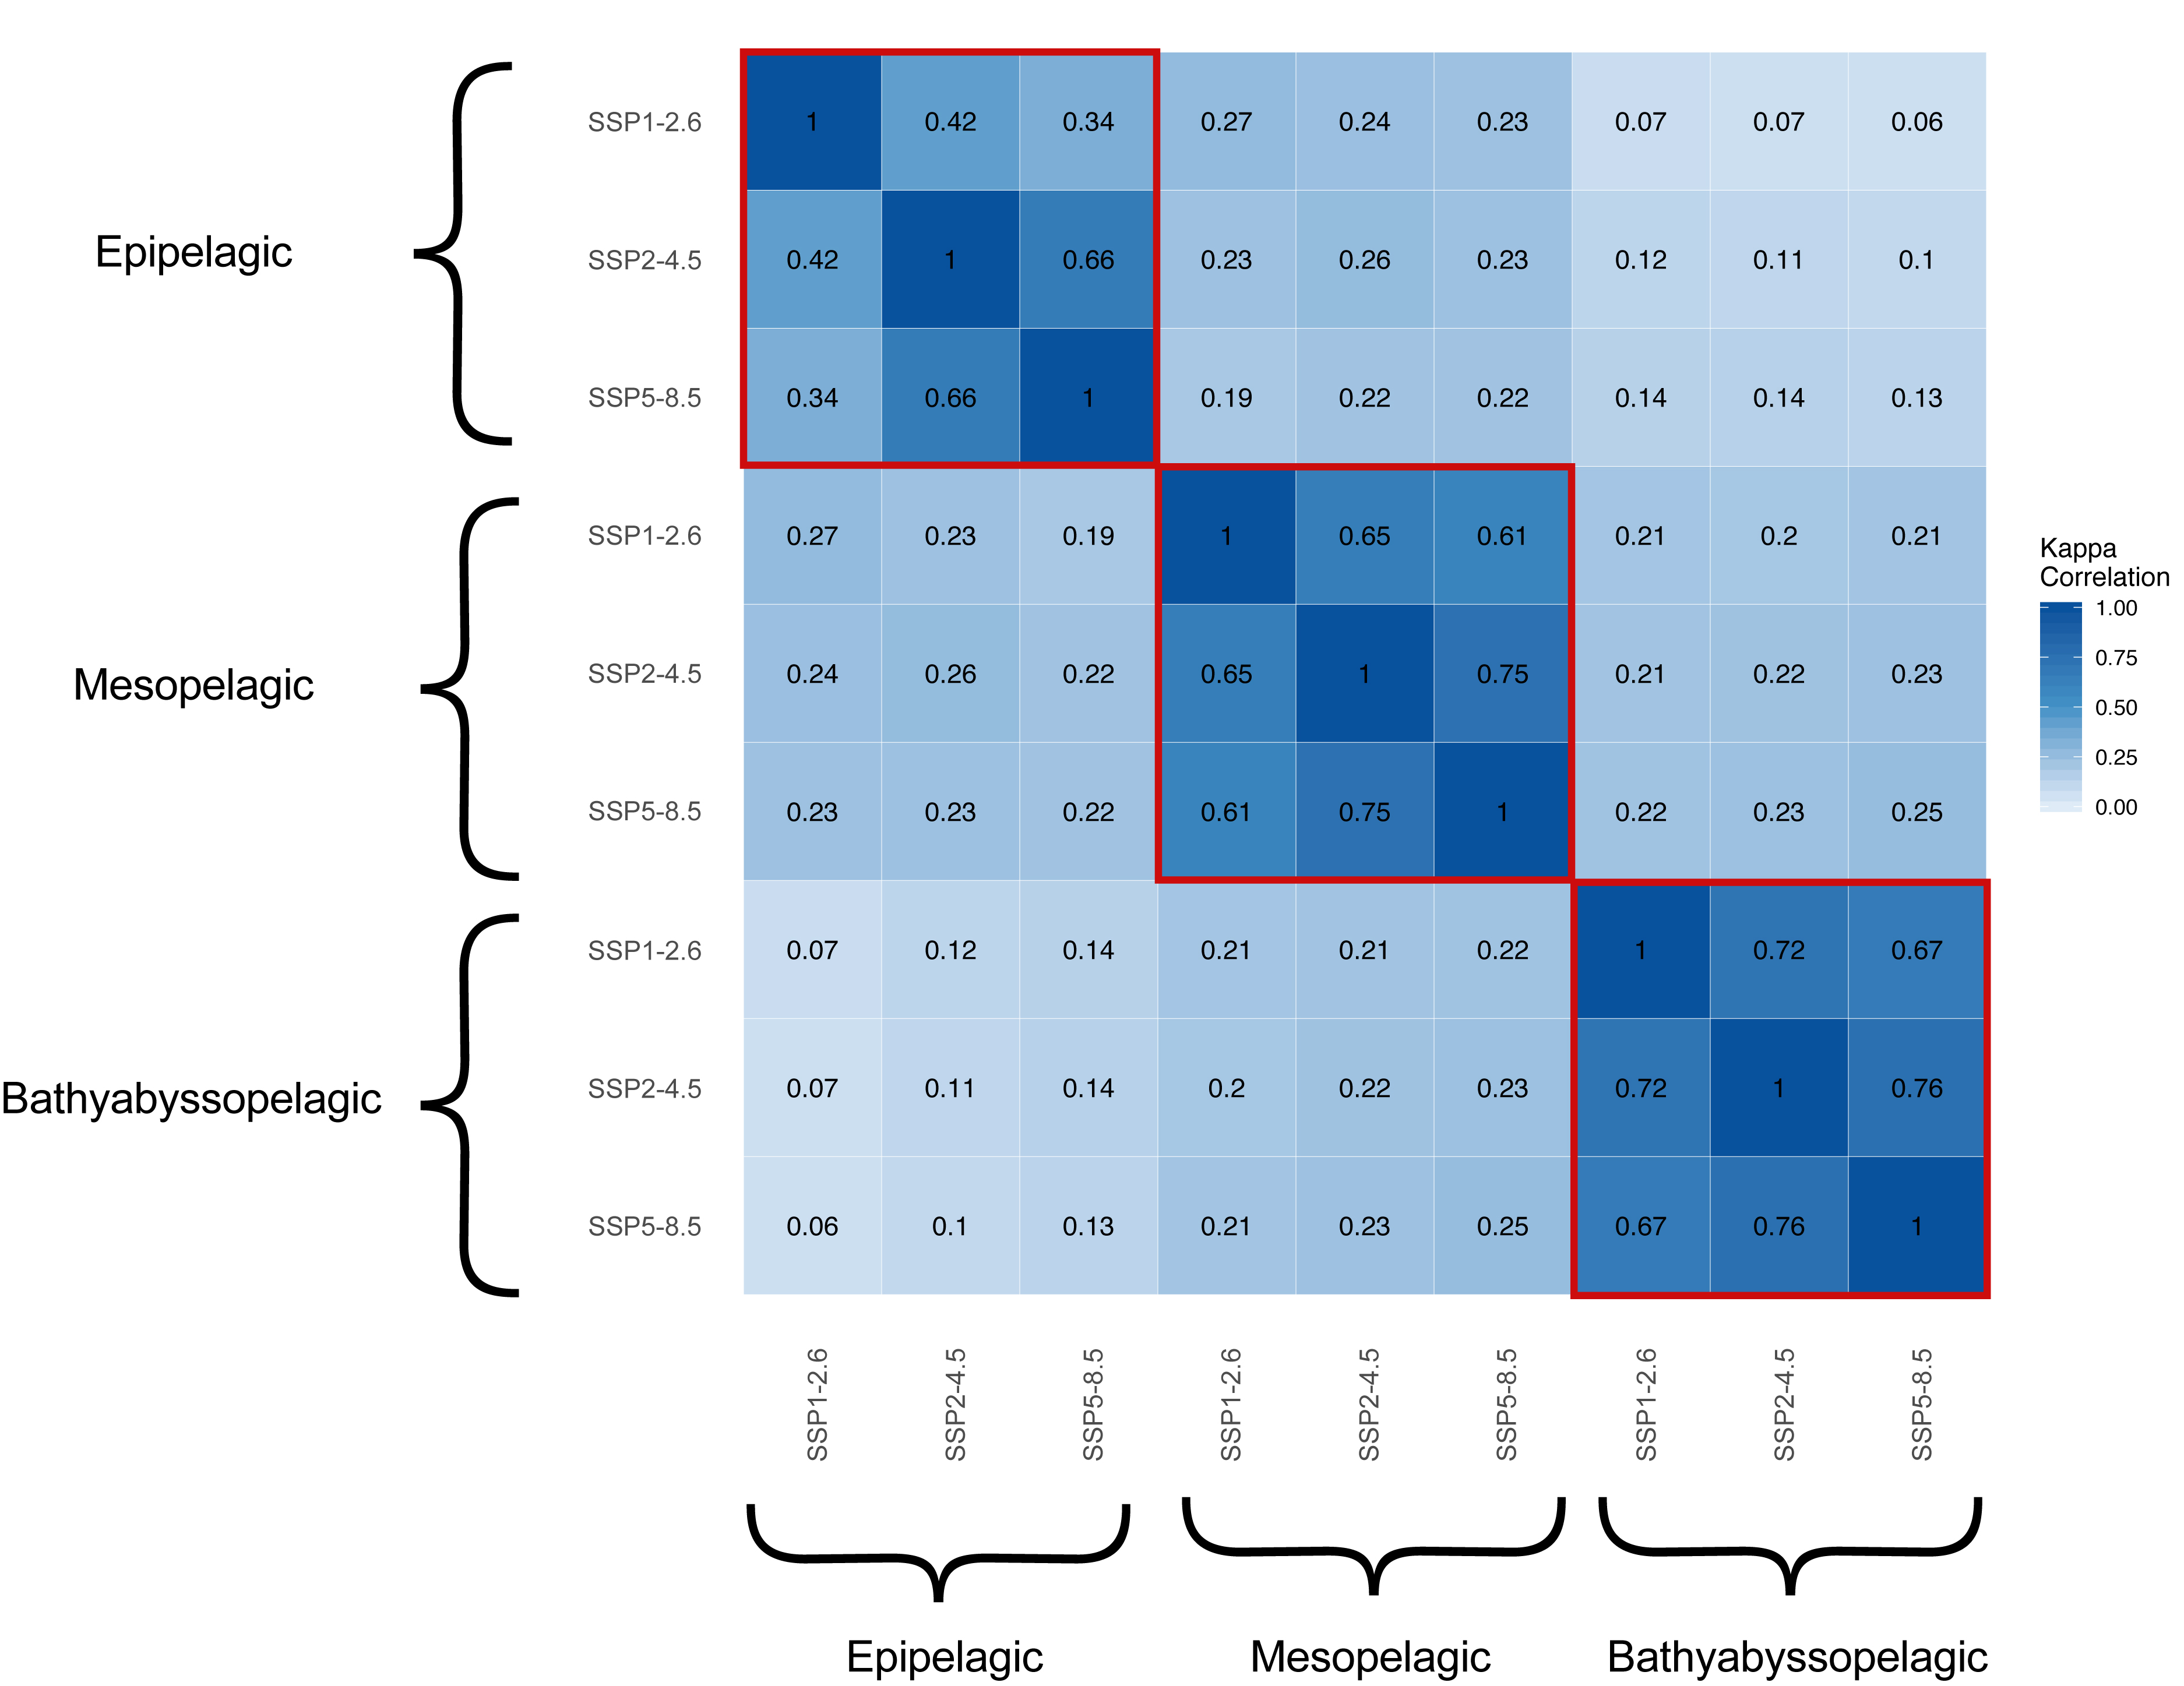 SSP1-2.6 1 0.42 0.34 0.27 0.24 0.23 0.07 0.07 0.06
Epipelagic SSP2-4.5 0.42 1 0.66 0.23 0.26 0.23 0.12 0.11 0.1
SSP5-8.5 0.34 0.66 1 0.19 0.22 0.22 0.14 0.14 0.13
SSP1-2.6 0.27 0.23 0.19 1 0.65 0.61 0.21 0.2 0.21
Mesopelagic SSP2-4.5 0.24 0.26 0.22 0.65 1 0.75 0.21 0.22 0.23
SSP5-8.5 0.23 0.23 0.22 0.61 0.75 1 0.22 0.23 0.25
SSP1-2.6 0.07 0.12 0.14 0.21 0.21 0.22 1 0.72 0.67
Bathyabyssopelagic SSP2-4.5 0.07 0.11 0.14 0.2 0.22 0.23 0.72 1 0.76
SSP5-8.5 0.06 0.1 0.13 0.21 0.23 0.25 0.67 0.76 1
SSP1-2.6 SSP2-4.5 SSP5-8.5 SSP1-2.6 SSP2-4.5 SSP5-8.5 SSP1-2.6 SSP2-4.5 SSP5-8.5
Epipelagic Mesopelagic Bathyabyssopelagic
Kappa
Correlation
1.00
0.75
0.50
0.25
0.00